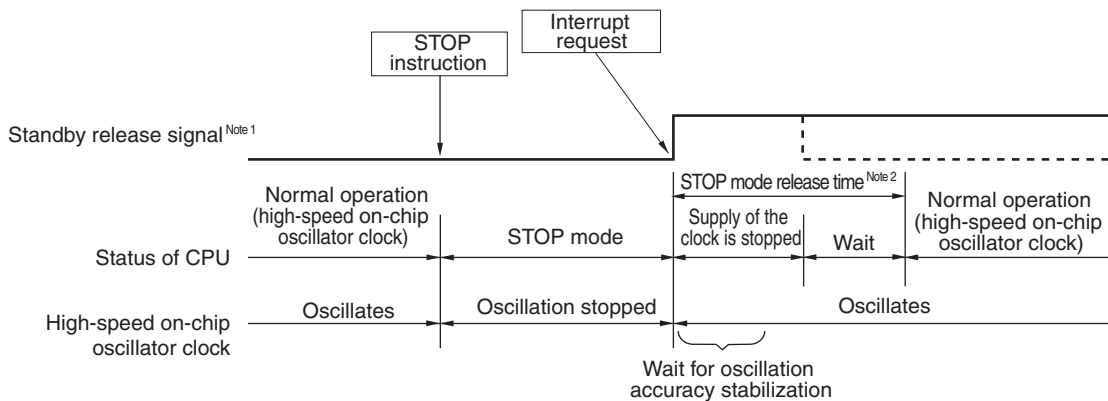 Interrupt
request
STOP
instruction
Standby release signal Note 1
STOP mode release time Note 2
Normal operation
(high-speed on-chip
oscillator clock)
Supply of the
clock is stopped
Normal operation
(high-speed on-chip
oscillator clock)
STOP mode
Wait
Status of CPU
Oscillates
Oscillation stopped
Oscillates
High-speed on-chip
oscillator clock
Wait for oscillation
accuracy stabilization